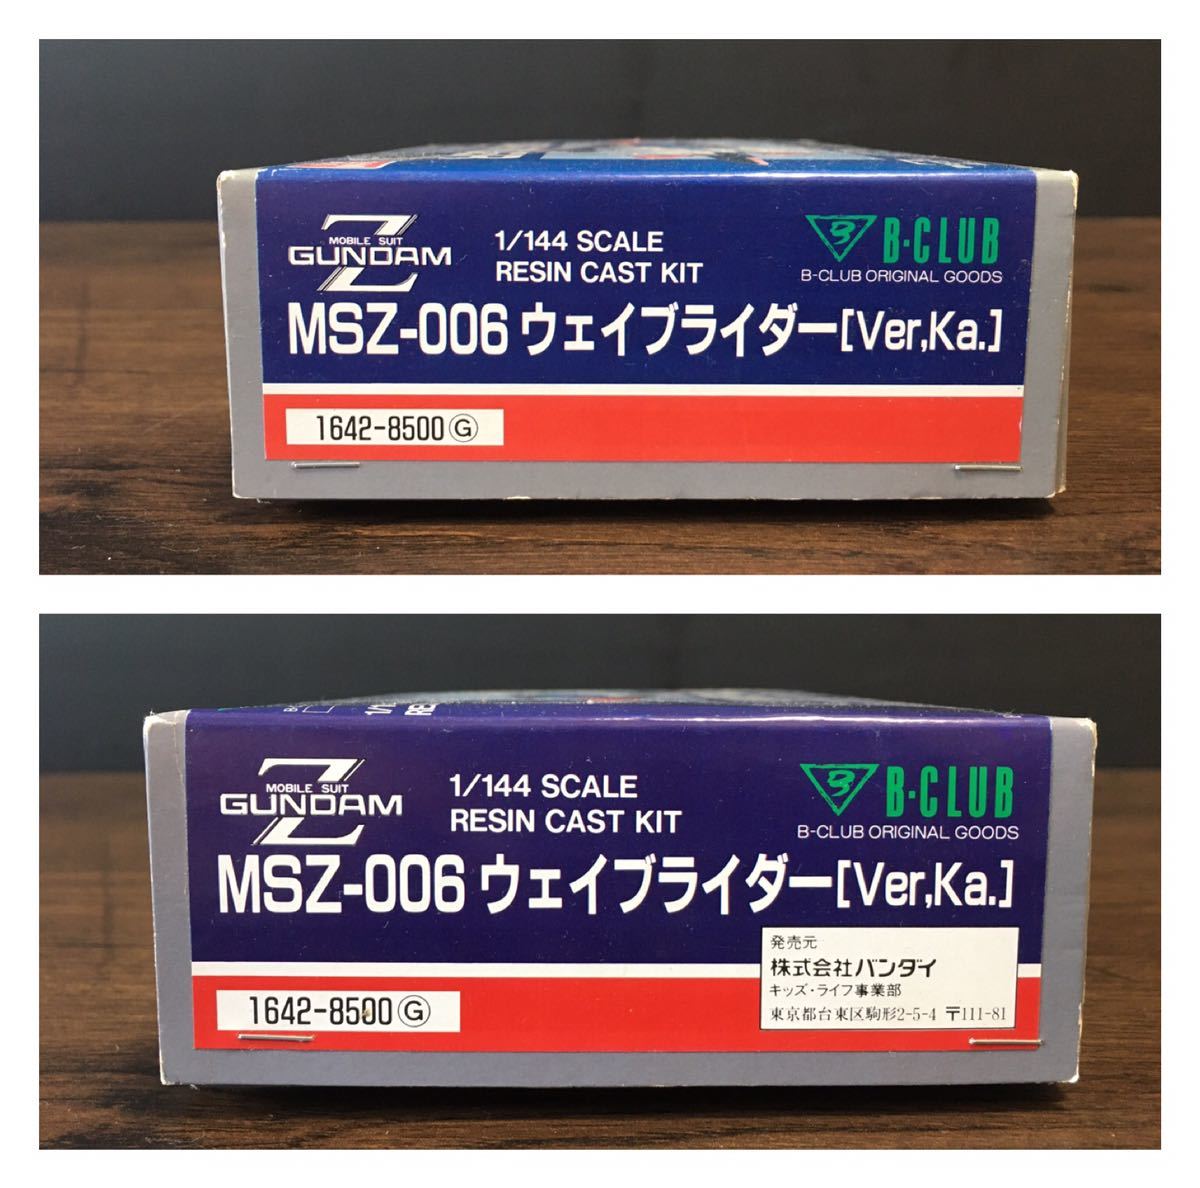 MOBILE SUIT
Z GUNDAM
1/144 SCALE
RESIN CAST KIT
B-CLUB
B-CLUB ORIGINAL GOODS
MSZ-006 ウェイブライダー[Ver,Ka.]
1642-8500 G
MOBILE SUIT
Z GUNDAM
1/144 SCALE
RESIN CAST KIT
B-CLUB
B-CLUB ORIGINAL GOODS
MSZ-006 ウェイブライダー[Ver,Ka.]
発売元
株式会社バンダイ
キッズ・ライフ事業部
東京都台東区駒形2-5-4 〒111-81
1642-8500 G